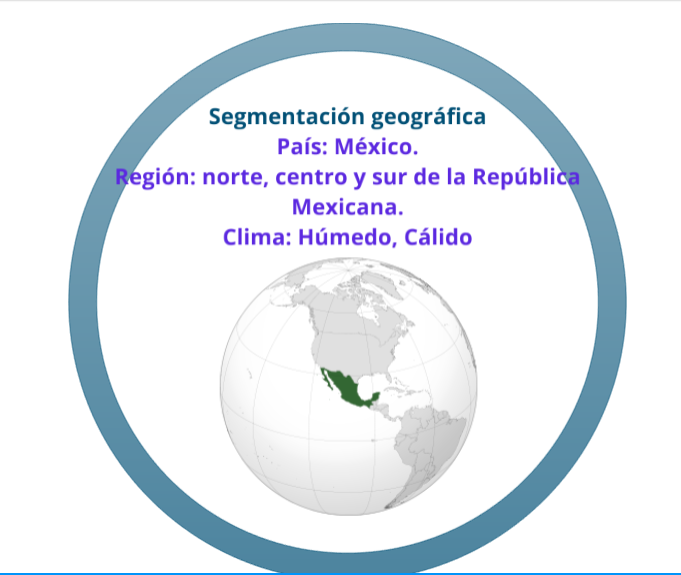 Segmentación geográfica
País: México.
Región: norte, centro y sur de la República
Mexicana.
Clima: Húmedo, Cálido